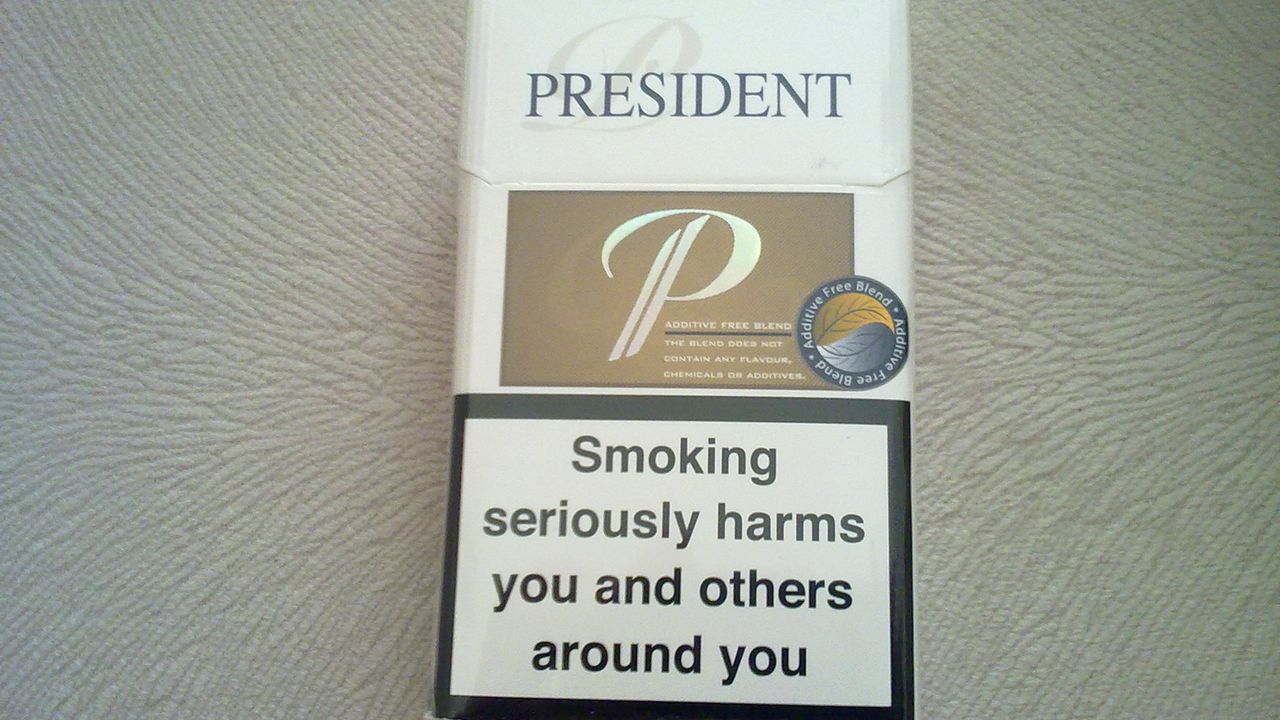 PRESIDENT
P
ADDITIVE FREE BLEND
THE BLEND DOES NOT
CONTAIN ANY FLAVOUR,
CHEMICALS OR ADDITIVES.
Additive Free Blend • Additive Free Blend •
Smoking
seriously harms
you and others
around you